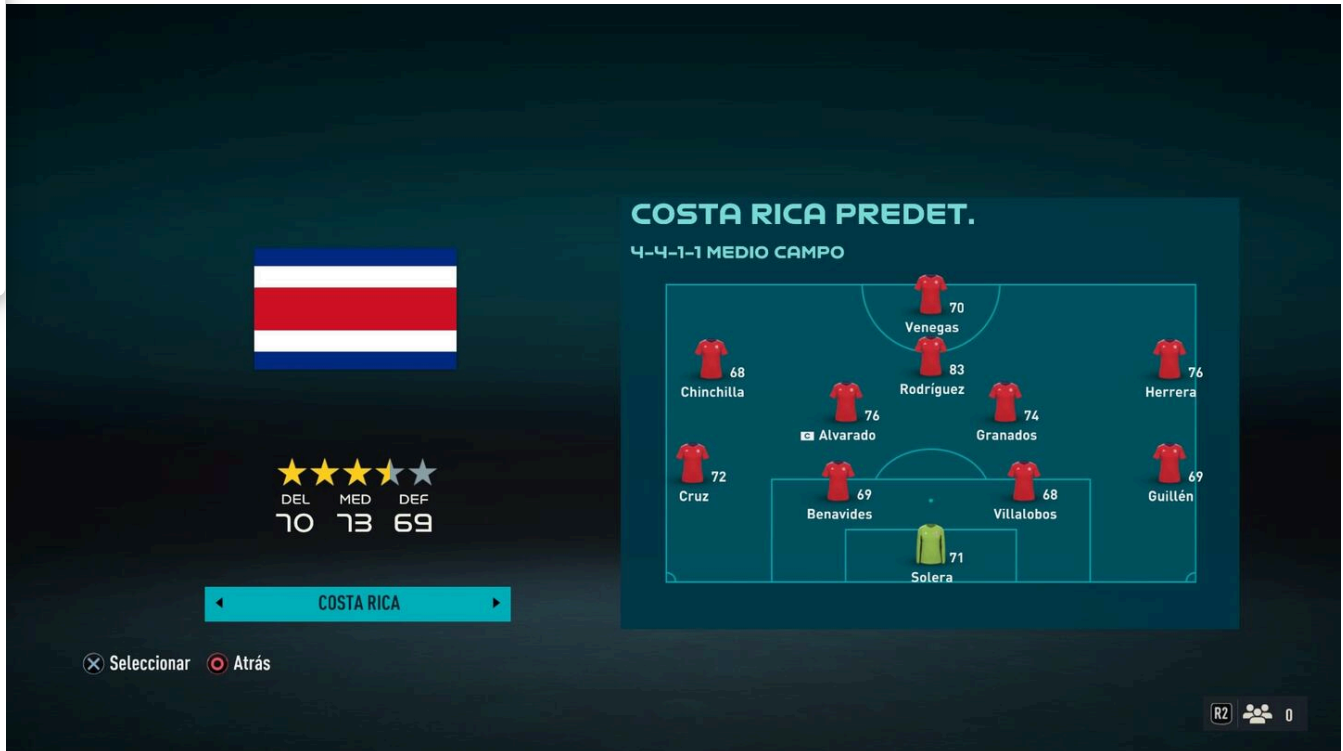 COSTA RICA PREDET.
4-4-1-1 MEDIO CAMPO
70
Venegas
68
Chinchilla
83
Rodríguez
76
Herrera
76
C Alvarado
74
Granados
72
Cruz
69
Benavides
68
Villalobos
69
Guillén
71
Solera
DEL MED DEF
70 73 69
COSTA RICA
Seleccionar Atrás
R2 0